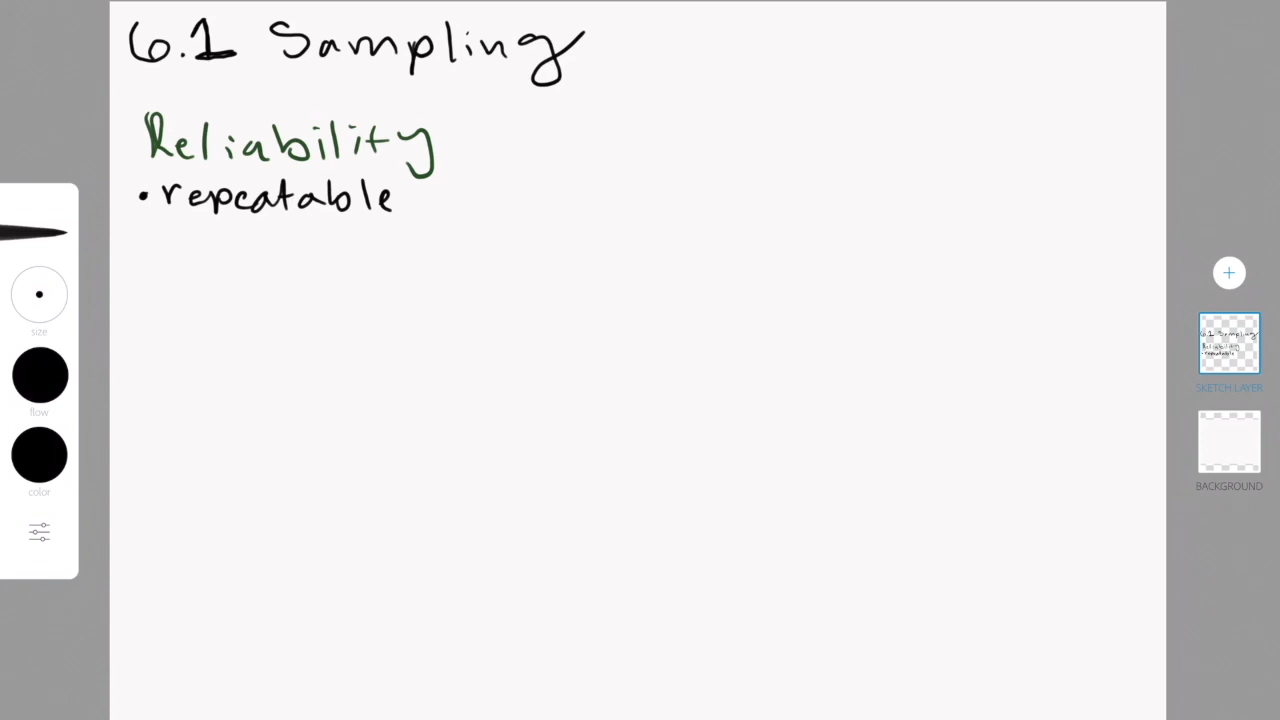 6.1 Sampling
Reliability
• repeatable
size
flow
color
SKETCH LAYER
BACKGROUND